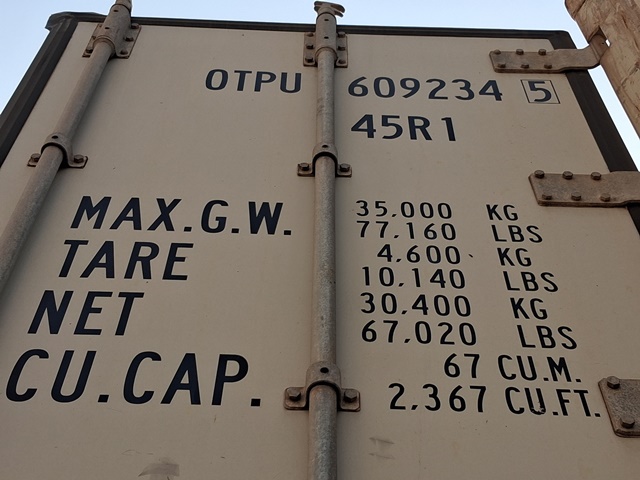 OTPU 609234 5
45R1
MAX.G.W. 35.000 KG
77.160 LBS
TARE 4,600 KG
10,140 LBS
NET 30.400 KG
67.020 LBS
CU.CAP. 67 CU.M.
2,367 CU.FT.